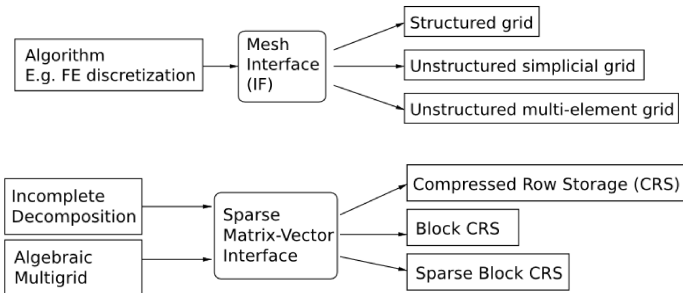 Algorithm
E.g. FE discretization
Mesh
Interface
(IF)
Structured grid
Unstructured simplicial grid
Unstructured multi-element grid
Incomplete
Decomposition
Algebraic
Multigrid
Sparse
Matrix-Vector
Interface
Compressed Row Storage (CRS)
Block CRS
Sparse Block CRS